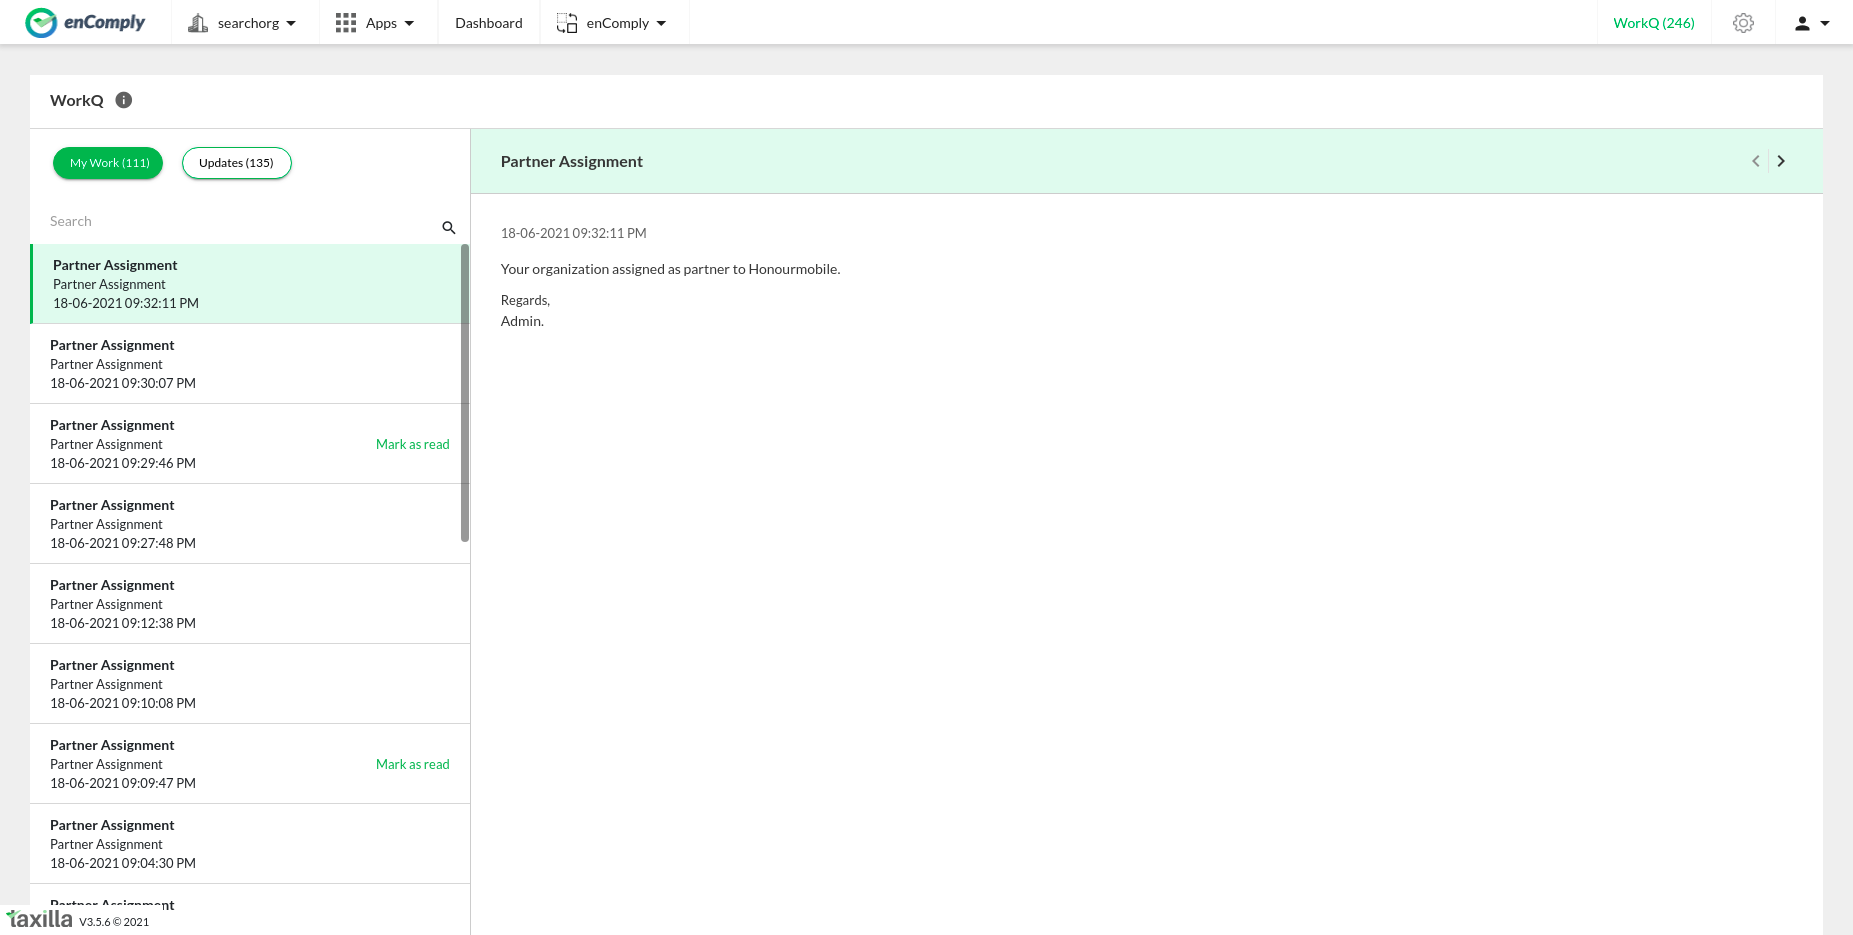 enComply
searchorg
Apps
Dashboard
enComply
WorkQ (246)
WorkQ
My Work (111)
Updates (135)
Search
Partner Assignment
Partner Assignment
18-06-2021 09:32:11 PM
Partner Assignment
Partner Assignment
18-06-2021 09:30:07 PM
Partner Assignment
Partner Assignment
Mark as read
18-06-2021 09:29:46 PM
Partner Assignment
Partner Assignment
18-06-2021 09:27:48 PM
Partner Assignment
Partner Assignment
18-06-2021 09:12:38 PM
Partner Assignment
Partner Assignment
18-06-2021 09:10:08 PM
Partner Assignment
Partner Assignment
Mark as read
18-06-2021 09:09:47 PM
Partner Assignment
Partner Assignment
18-06-2021 09:04:30 PM
Partner Assignment
Partner Assignment
18-06-2021 09:32:11 PM
Your organization assigned as partner to Honourmobile.
Regards,
Admin.
taxilla V3.5.6 © 2021